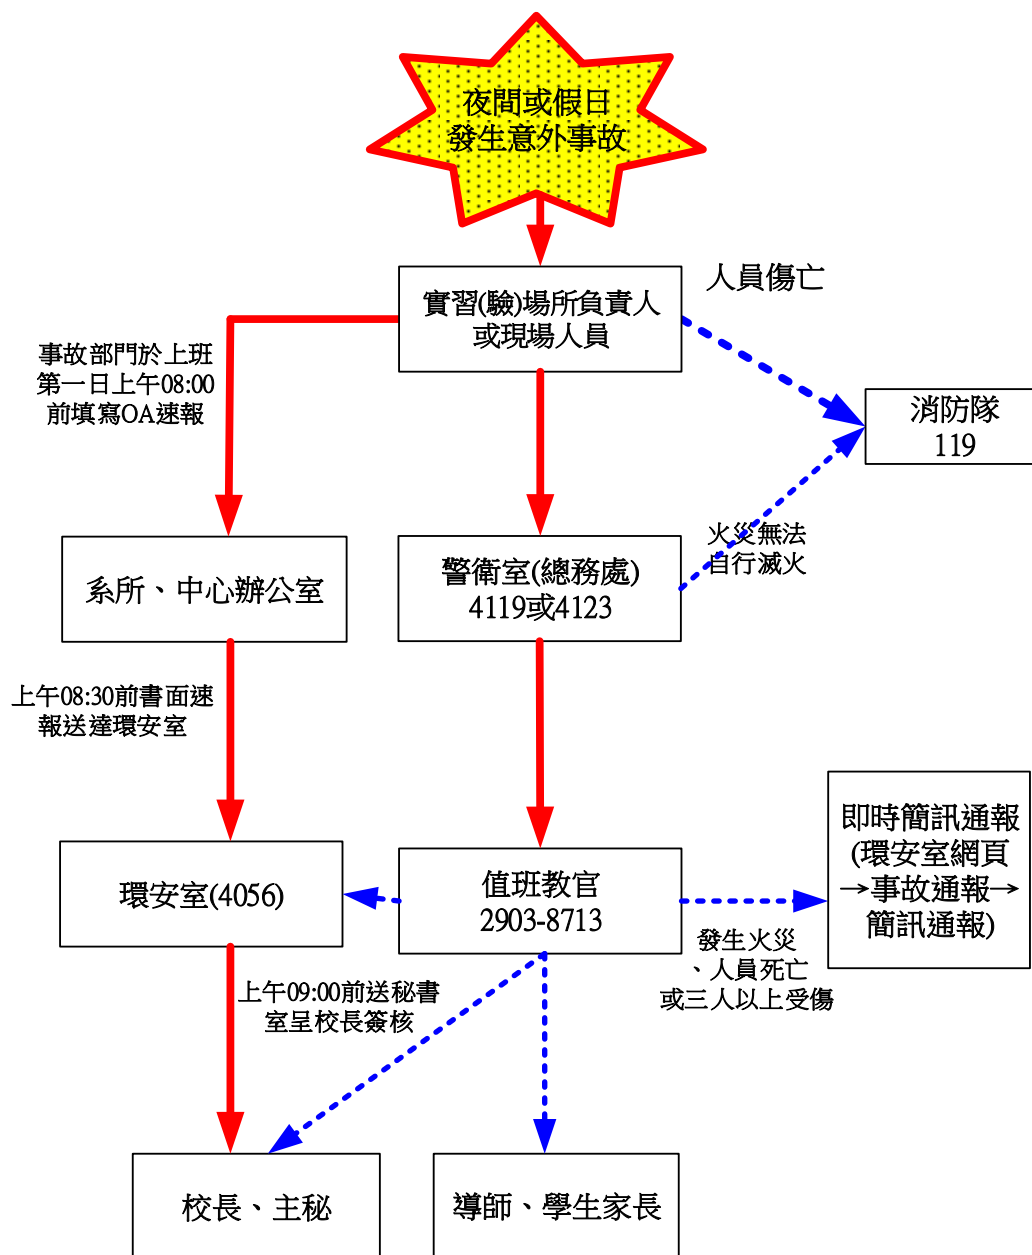 夜間或假日
發生意外事故
實習(驗)場所負責人
或現場人員
人員傷亡
事故部門於上班
第一日上午08:00
前填寫OA速報
消防隊
119
火災無法
自行滅火
系所、中心辦公室
警衛室(總務處)
4119或4123
上午08:30前書面速
報送達環安室
即時簡訊通報
(環安室網頁
→事故通報→
簡訊通報)
環安室(4056)
值班教官
2903-8713
發生火災
、人員死亡
或三人以上受傷
上午09:00前送秘書
室呈校長簽核
校長、主秘
導師、學生家長